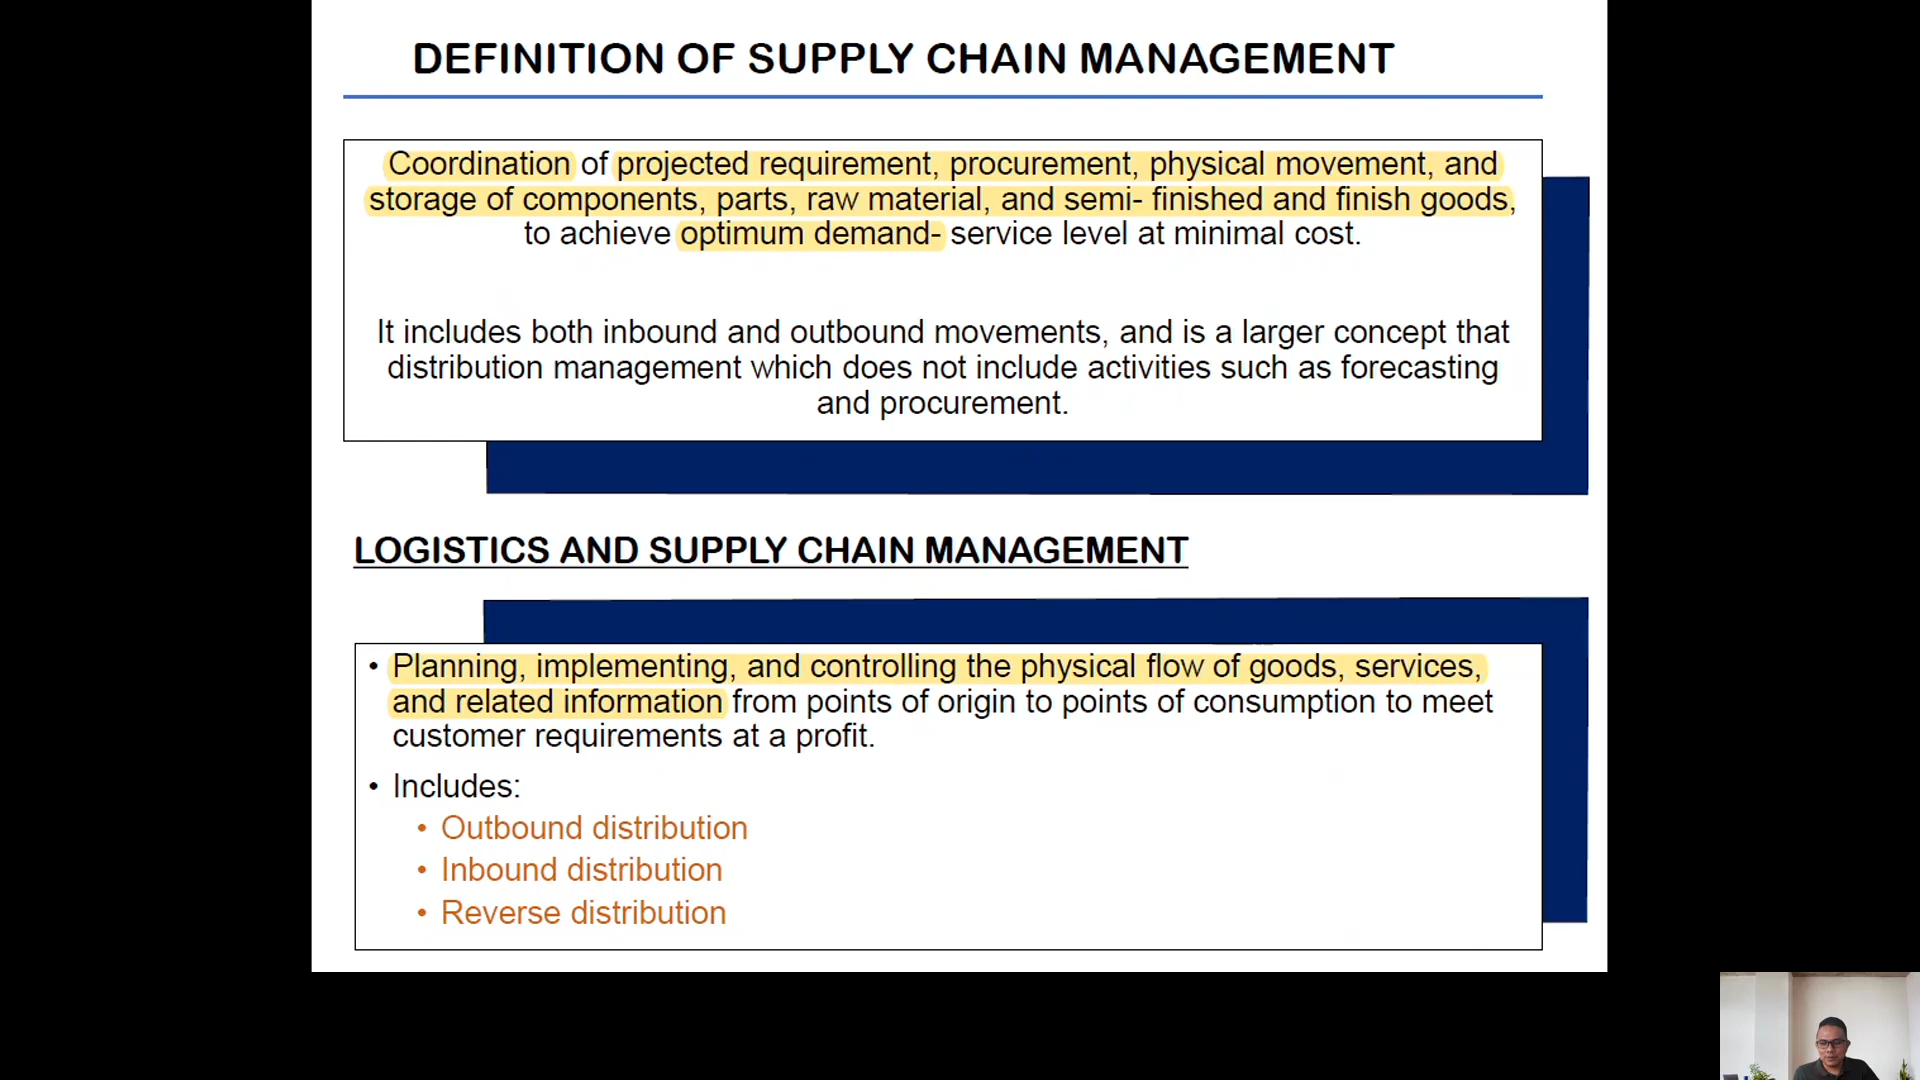 DEFINITION OF SUPPLY CHAIN MANAGEMENT
Coordination of projected requirement, procurement, physical movement, and
storage of components, parts, raw material, and semi- finished and finish goods,
to achieve optimum demand- service level at minimal cost.
It includes both inbound and outbound movements, and is a larger concept that
distribution management which does not include activities such as forecasting
and procurement.
LOGISTICS AND SUPPLY CHAIN MANAGEMENT
• Planning, implementing, and controlling the physical flow of goods, services,
and related information from points of origin to points of consumption to meet
customer requirements at a profit.
• Includes:
• Outbound distribution
• Inbound distribution
• Reverse distribution